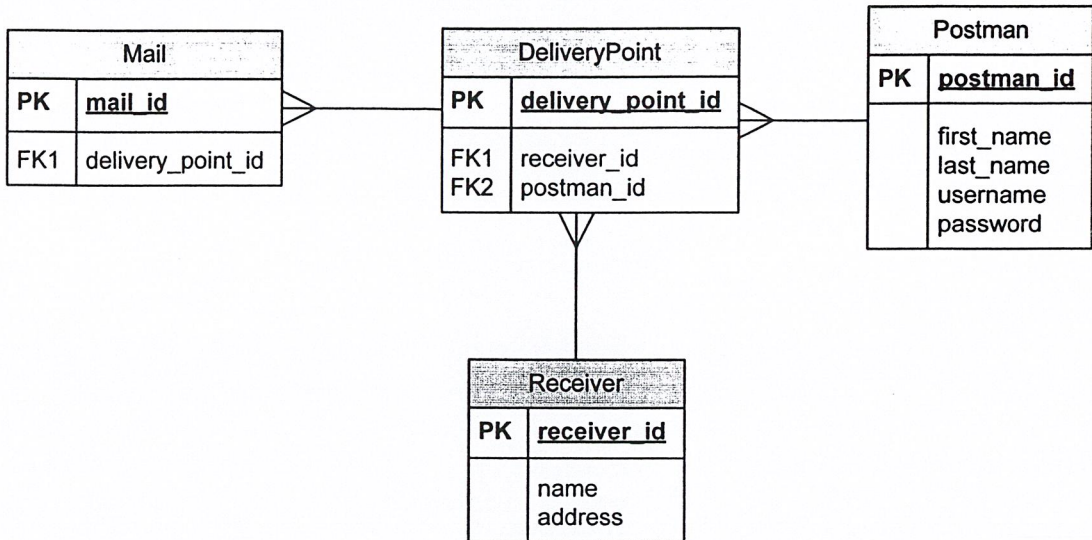 Mail
PK mail_id
FK1 delivery_point_id
DeliveryPoint
PK delivery_point_id
FK1 receiver_id
FK2 postman_id
Postman
PK postman_id
first_name
last_name
username
password
Receiver
PK receiver_id
name
address